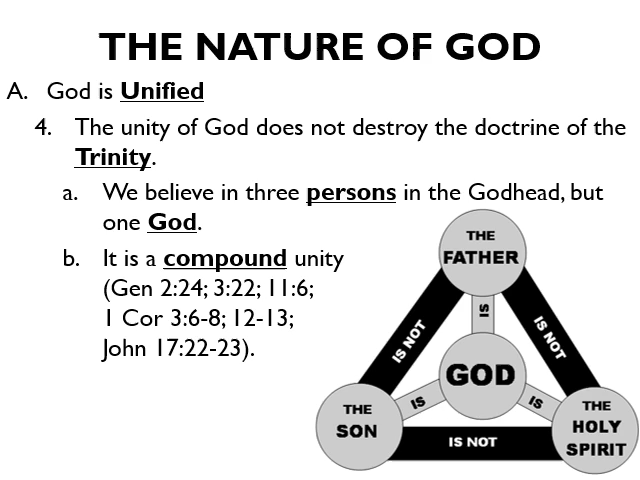 THE NATURE OF GOD
A. God is Unified
4. The unity of God does not destroy the doctrine of the
Trinity.
a. We believe in three persons in the Godhead, but
one God.
b. It is a compound unity
(Gen 2:24; 3:22; 11:6;
1 Cor 3:6-8; 12-13;
John 17:22-23).
THE
FATHER
IS
IS NOT
IS NOT
GOD
IS
IS
THE
SON
IS NOT
THE
HOLY
SPIRIT